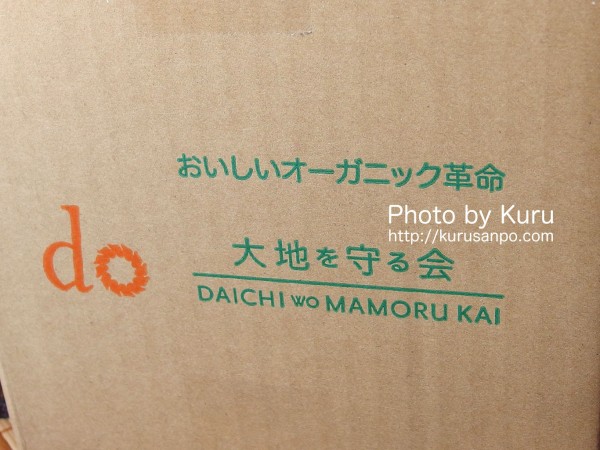 おいしいオーガニック革命
Photo by Kuru
http://kurusanpo.com
do
大地を守る会
DAICHI WO MAMORU KAI